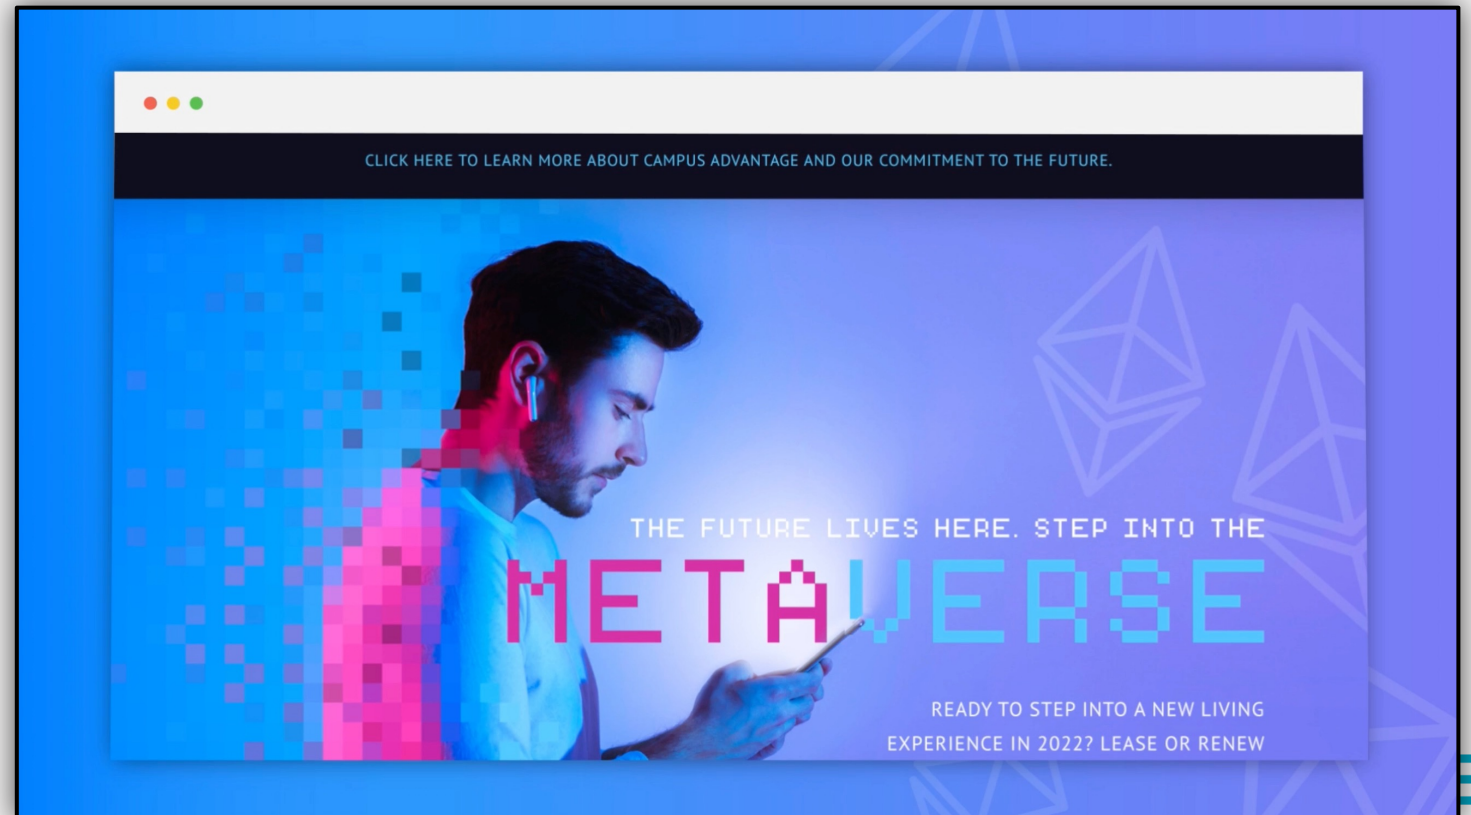 CLICK HERE TO LEARN MORE ABOUT CAMPUS ADVANTAGE AND OUR COMMITMENT TO THE FUTURE.
THE FUTURE LIVES HERE. STEP INTO THE
METAVERSE
READY TO STEP INTO A NEW LIVING
EXPERIENCE IN 2022? LEASE OR RENEW